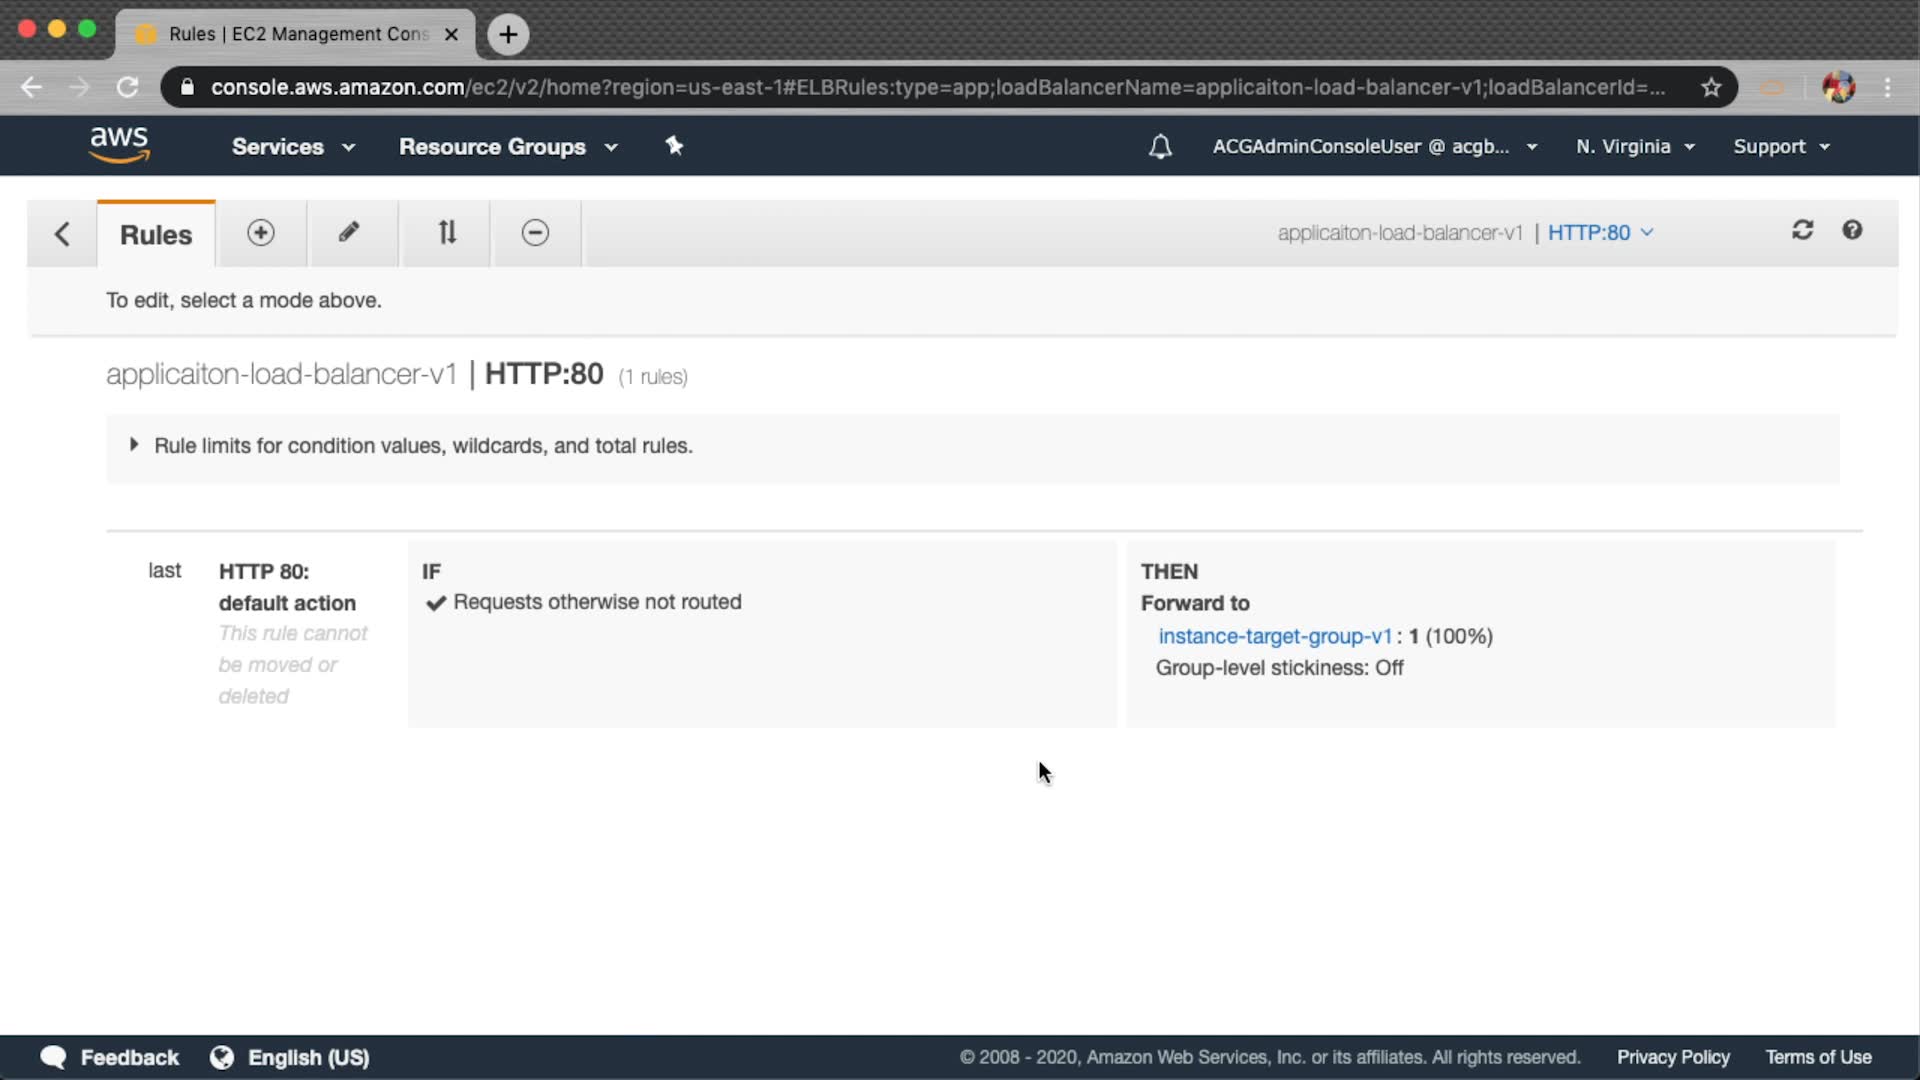 Rules | EC2 Management Cons
console.aws.amazon.com/ec2/v2/home?region=us-east-1#ELBRules:type=app;loadBalancerName=applicaiton-load-balancer-v1;loadBalancerId=...
aws Services Resource Groups ACGAdminConsoleUser @ acgb... N. Virginia Support
Rules applicaiton-load-balancer-v1 | HTTP:80
To edit, select a mode above.
applicaiton-load-balancer-v1 | HTTP:80 (1 rules)
Rule limits for condition values, wildcards, and total rules.
last
HTTP 80:
default action
This rule cannot
be moved or
deleted
IF
Requests otherwise not routed
THEN
Forward to
instance-target-group-v1 : 1 (100%)
Group-level stickiness: Off
Feedback English (US) © 2008 - 2020, Amazon Web Services, Inc. or its affiliates. All rights reserved. Privacy Policy Terms of Use